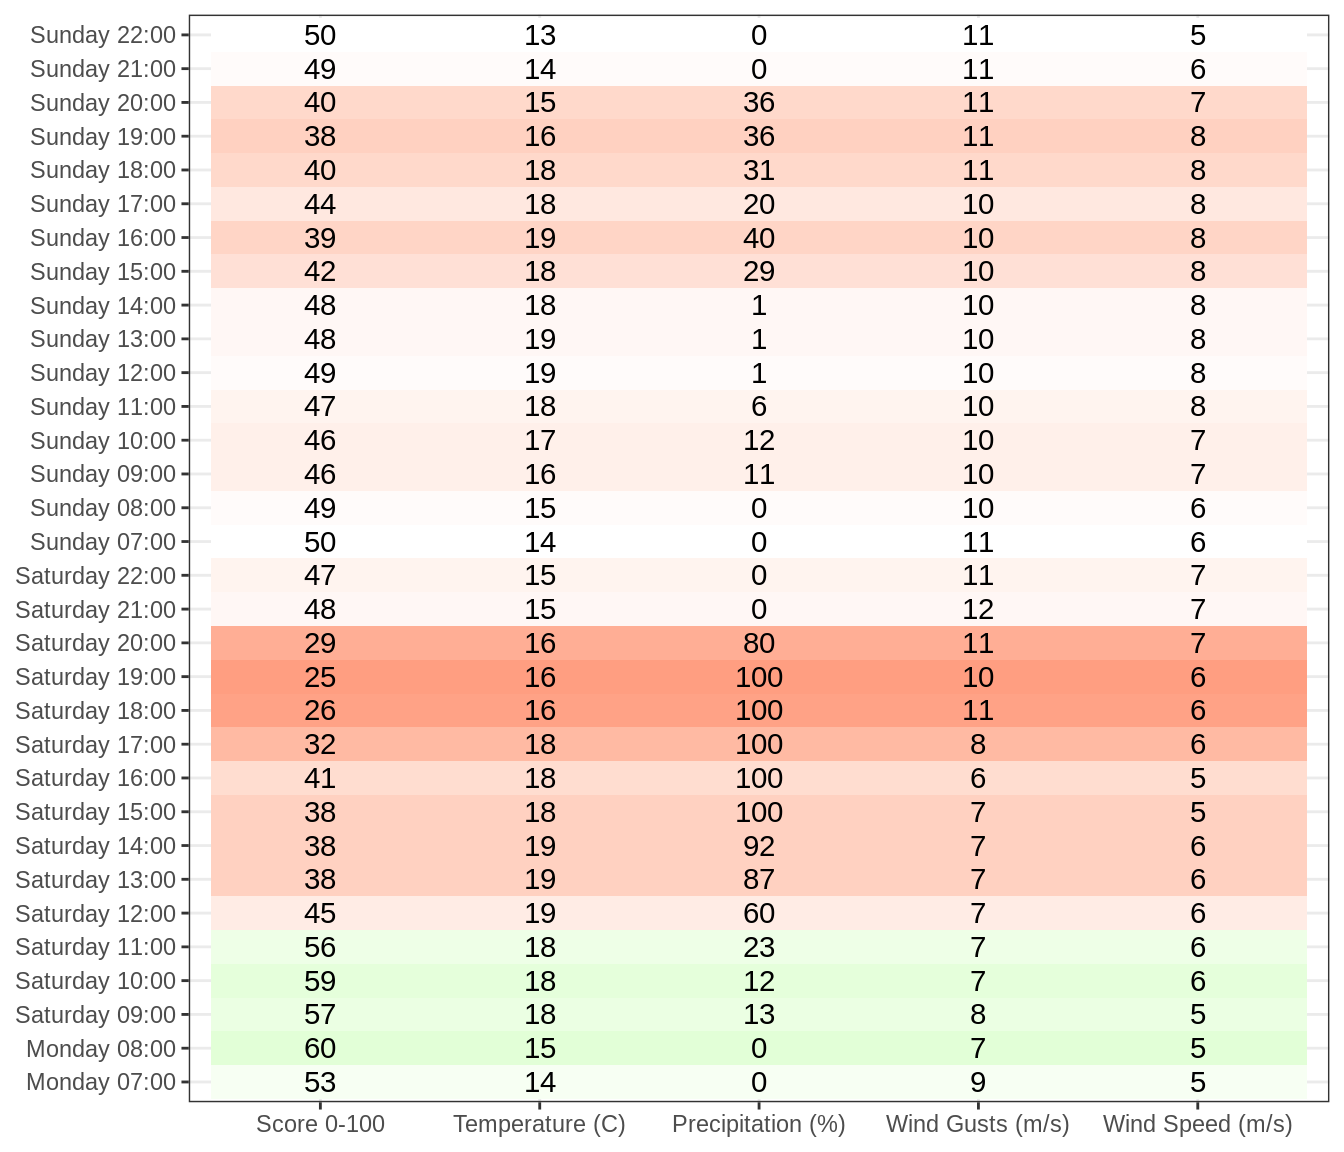 Sunday 22:00 50 13 0 11 5
Sunday 21:00 49 14 0 11 6
Sunday 20:00 40 15 36 11 7
Sunday 19:00 38 16 36 11 8
Sunday 18:00 40 18 31 11 8
Sunday 17:00 44 18 20 10 8
Sunday 16:00 39 19 40 10 8
Sunday 15:00 42 18 29 10 8
Sunday 14:00 48 18 1 10 8
Sunday 13:00 48 19 1 10 8
Sunday 12:00 49 19 1 10 8
Sunday 11:00 47 18 6 10 8
Sunday 10:00 46 17 12 10 7
Sunday 09:00 46 16 11 10 7
Sunday 08:00 49 15 0 10 6
Sunday 07:00 50 14 0 11 6
Saturday 22:00 47 15 0 11 7
Saturday 21:00 48 15 0 12 7
Saturday 20:00 29 16 80 11 7
Saturday 19:00 25 16 100 10 6
Saturday 18:00 26 16 100 11 6
Saturday 17:00 32 18 100 8 6
Saturday 16:00 41 18 100 6 5
Saturday 15:00 38 18 100 7 5
Saturday 14:00 38 19 92 7 6
Saturday 13:00 38 19 87 7 6
Saturday 12:00 45 19 60 7 6
Saturday 11:00 56 18 23 7 6
Saturday 10:00 59 18 12 7 6
Saturday 09:00 57 18 13 8 5
Monday 08:00 60 15 0 7 5
Monday 07:00 53 14 0 9 5
Score 0-100 Temperature (C) Precipitation (%) Wind Gusts (m/s) Wind Speed (m/s)